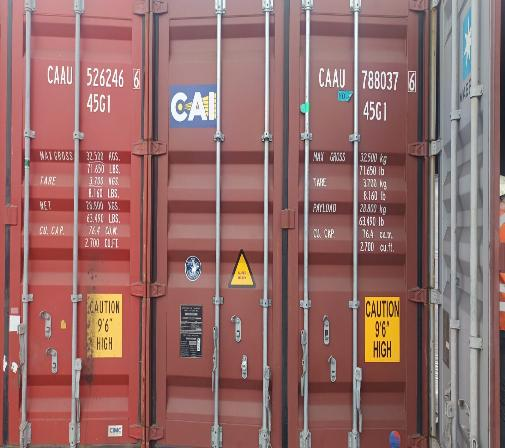 CAAU 526246 6
45G1
MAX GROSS 32.500 KGS.
71.650 LBS.
TARE 3.700 KGS.
8.160 LBS.
NET 28.800 KGS.
63.490 LBS.
CU. CAP. 76.4 CU.M.
2.700 CU.FT.
CAUTION
9'6"
HIGH
CIMC
CAI
CAAU 788037 6
45G1
MAX GROSS 32.500 kg
71.650 lb
TARE 3.700 kg
8.160 lb
PAYLOAD 28.800 kg
63.490 lb
CU. CAP. 76.4 cu.m.
2.700 cu.ft.
CAUTION
9'6"
HIGH